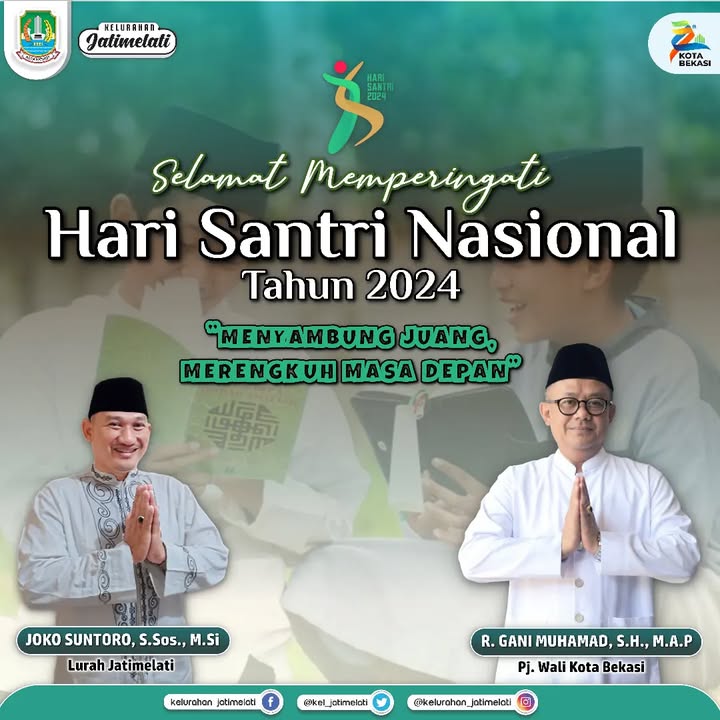 KELURAHAN
Jatimelati
KOTA
BEKASI
HARI
SANTRI
2024
Selamat Memperingati
Hari Santri Nasional
Tahun 2024
"MENYAMBUNG JUANG,
MERENGKUH MASA DEPAN"
JOKO SUNTORO, S.Sos., M.Si
Lurah Jatimelati
R. GANI MUHAMAD, S.H., M.A.P
Pj. Wali Kota Bekasi
kelurahan jatimelati
@kel_jatimelati
@kelurahan_jatimelati